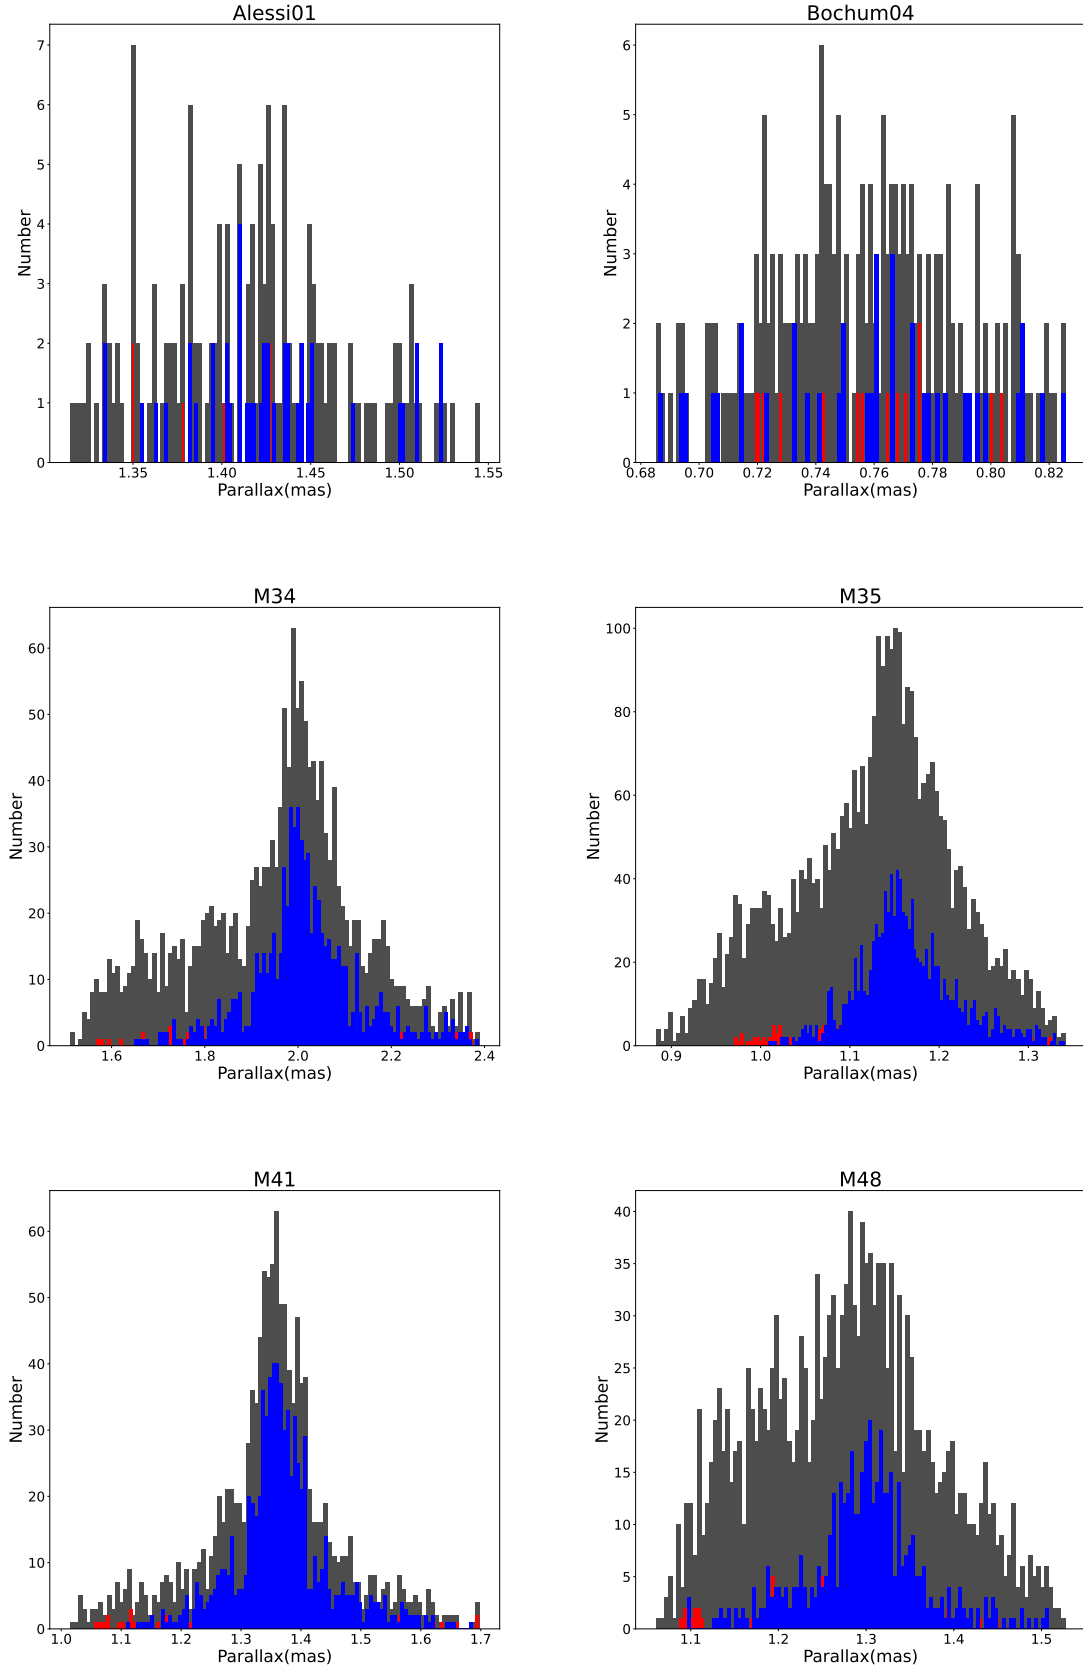 Alessi01
Number
7
6
5
4
3
2
1
0
1.35 1.40 1.45 1.50 1.55
Parallax(mas)
Bochum04
Number
6
5
4
3
2
1
0
0.68 0.70 0.72 0.74 0.76 0.78 0.80 0.82
Parallax(mas)
M34
Number
60
50
40
30
20
10
0
1.6 1.8 2.0 2.2 2.4
Parallax(mas)
M35
Number
100
80
60
40
20
0
0.9 1.0 1.1 1.2 1.3
Parallax(mas)
M41
Number
60
50
40
30
20
10
0
1.0 1.1 1.2 1.3 1.4 1.5 1.6 1.7
Parallax(mas)
M48
Number
40
35
30
25
20
15
10
5
0
1.1 1.2 1.3 1.4 1.5
Parallax(mas)